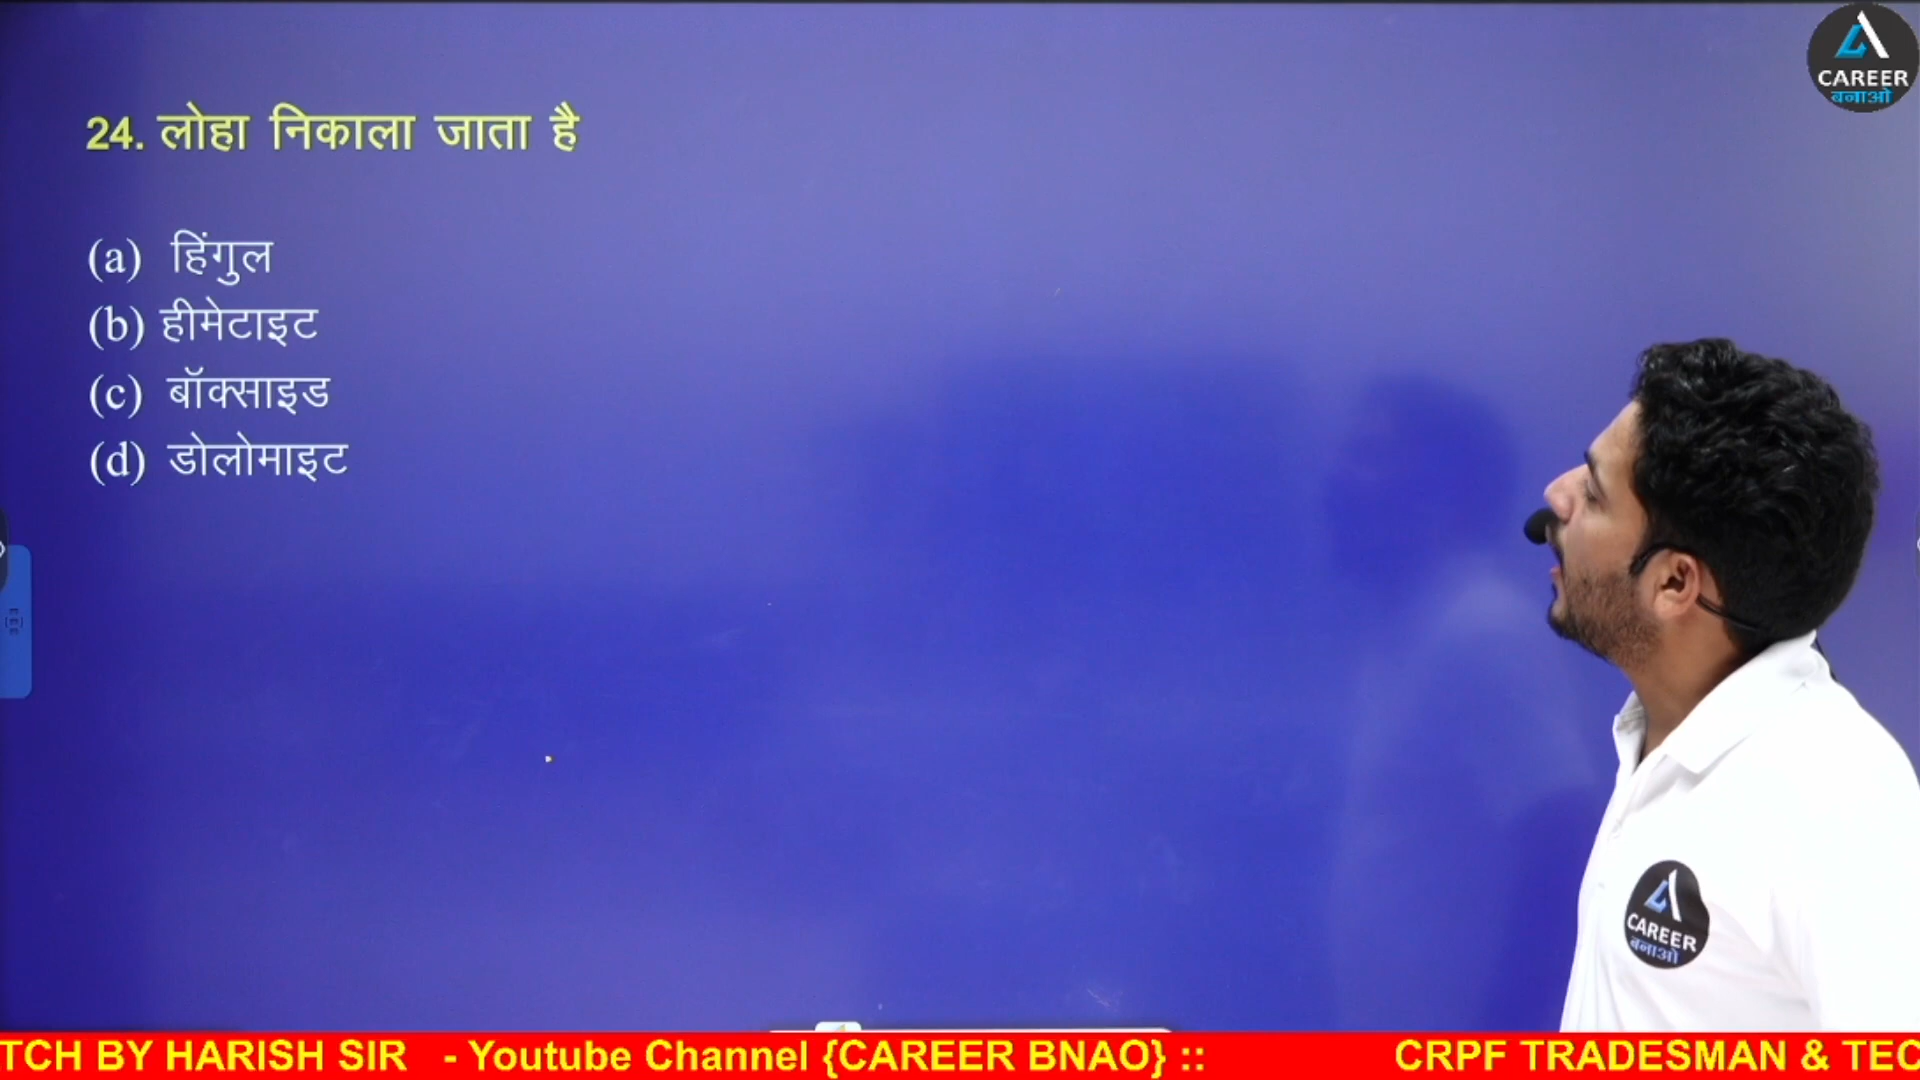 CAREER
बनाओ
24. लोहा निकाला जाता है
(a) हिंगुल
(b) हीमेटाइट
(c) बॉक्साइड
(d) डोलोमाइट
CAREER
बनाओ
TCH BY HARISH SIR - Youtube Channel {CAREER BNAO} :: CRPF TRADESMAN & TEC